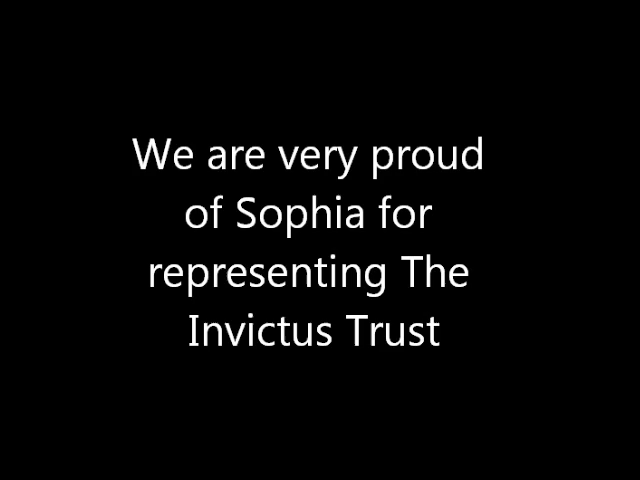 We are very proud
of Sophia for
representing The
Invictus Trust